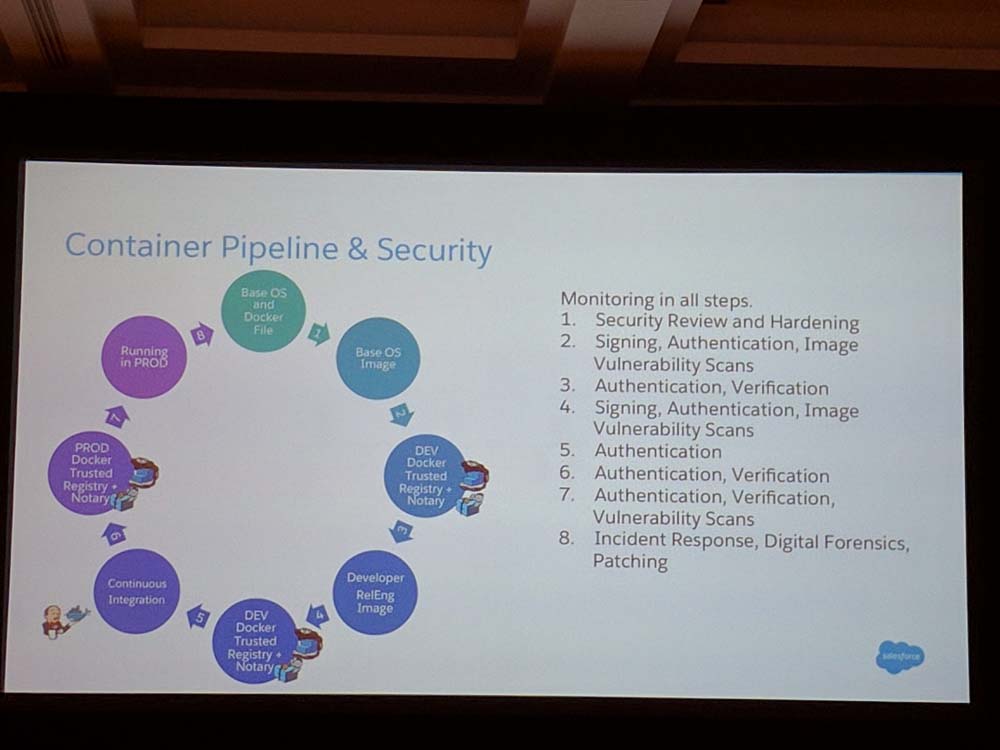 Container Pipeline & Security
Base OS
and
Docker
File
1
Base OS
Image
2
DEV
Docker
Trusted
Registry +
Notary
3
Developer
RelEng
Image
4
DEV
Docker
Trusted
Registry +
Notary
5
Continuous
Integration
6
PROD
Docker
Trusted
Registry +
Notary
7
Running
in PROD
8
Monitoring in all steps.
1. Security Review and Hardening
2. Signing, Authentication, Image
Vulnerability Scans
3. Authentication, Verification
4. Signing, Authentication, Image
Vulnerability Scans
5. Authentication
6. Authentication, Verification
7. Authentication, Verification,
Vulnerability Scans
8. Incident Response, Digital Forensics,
Patching
salesforce